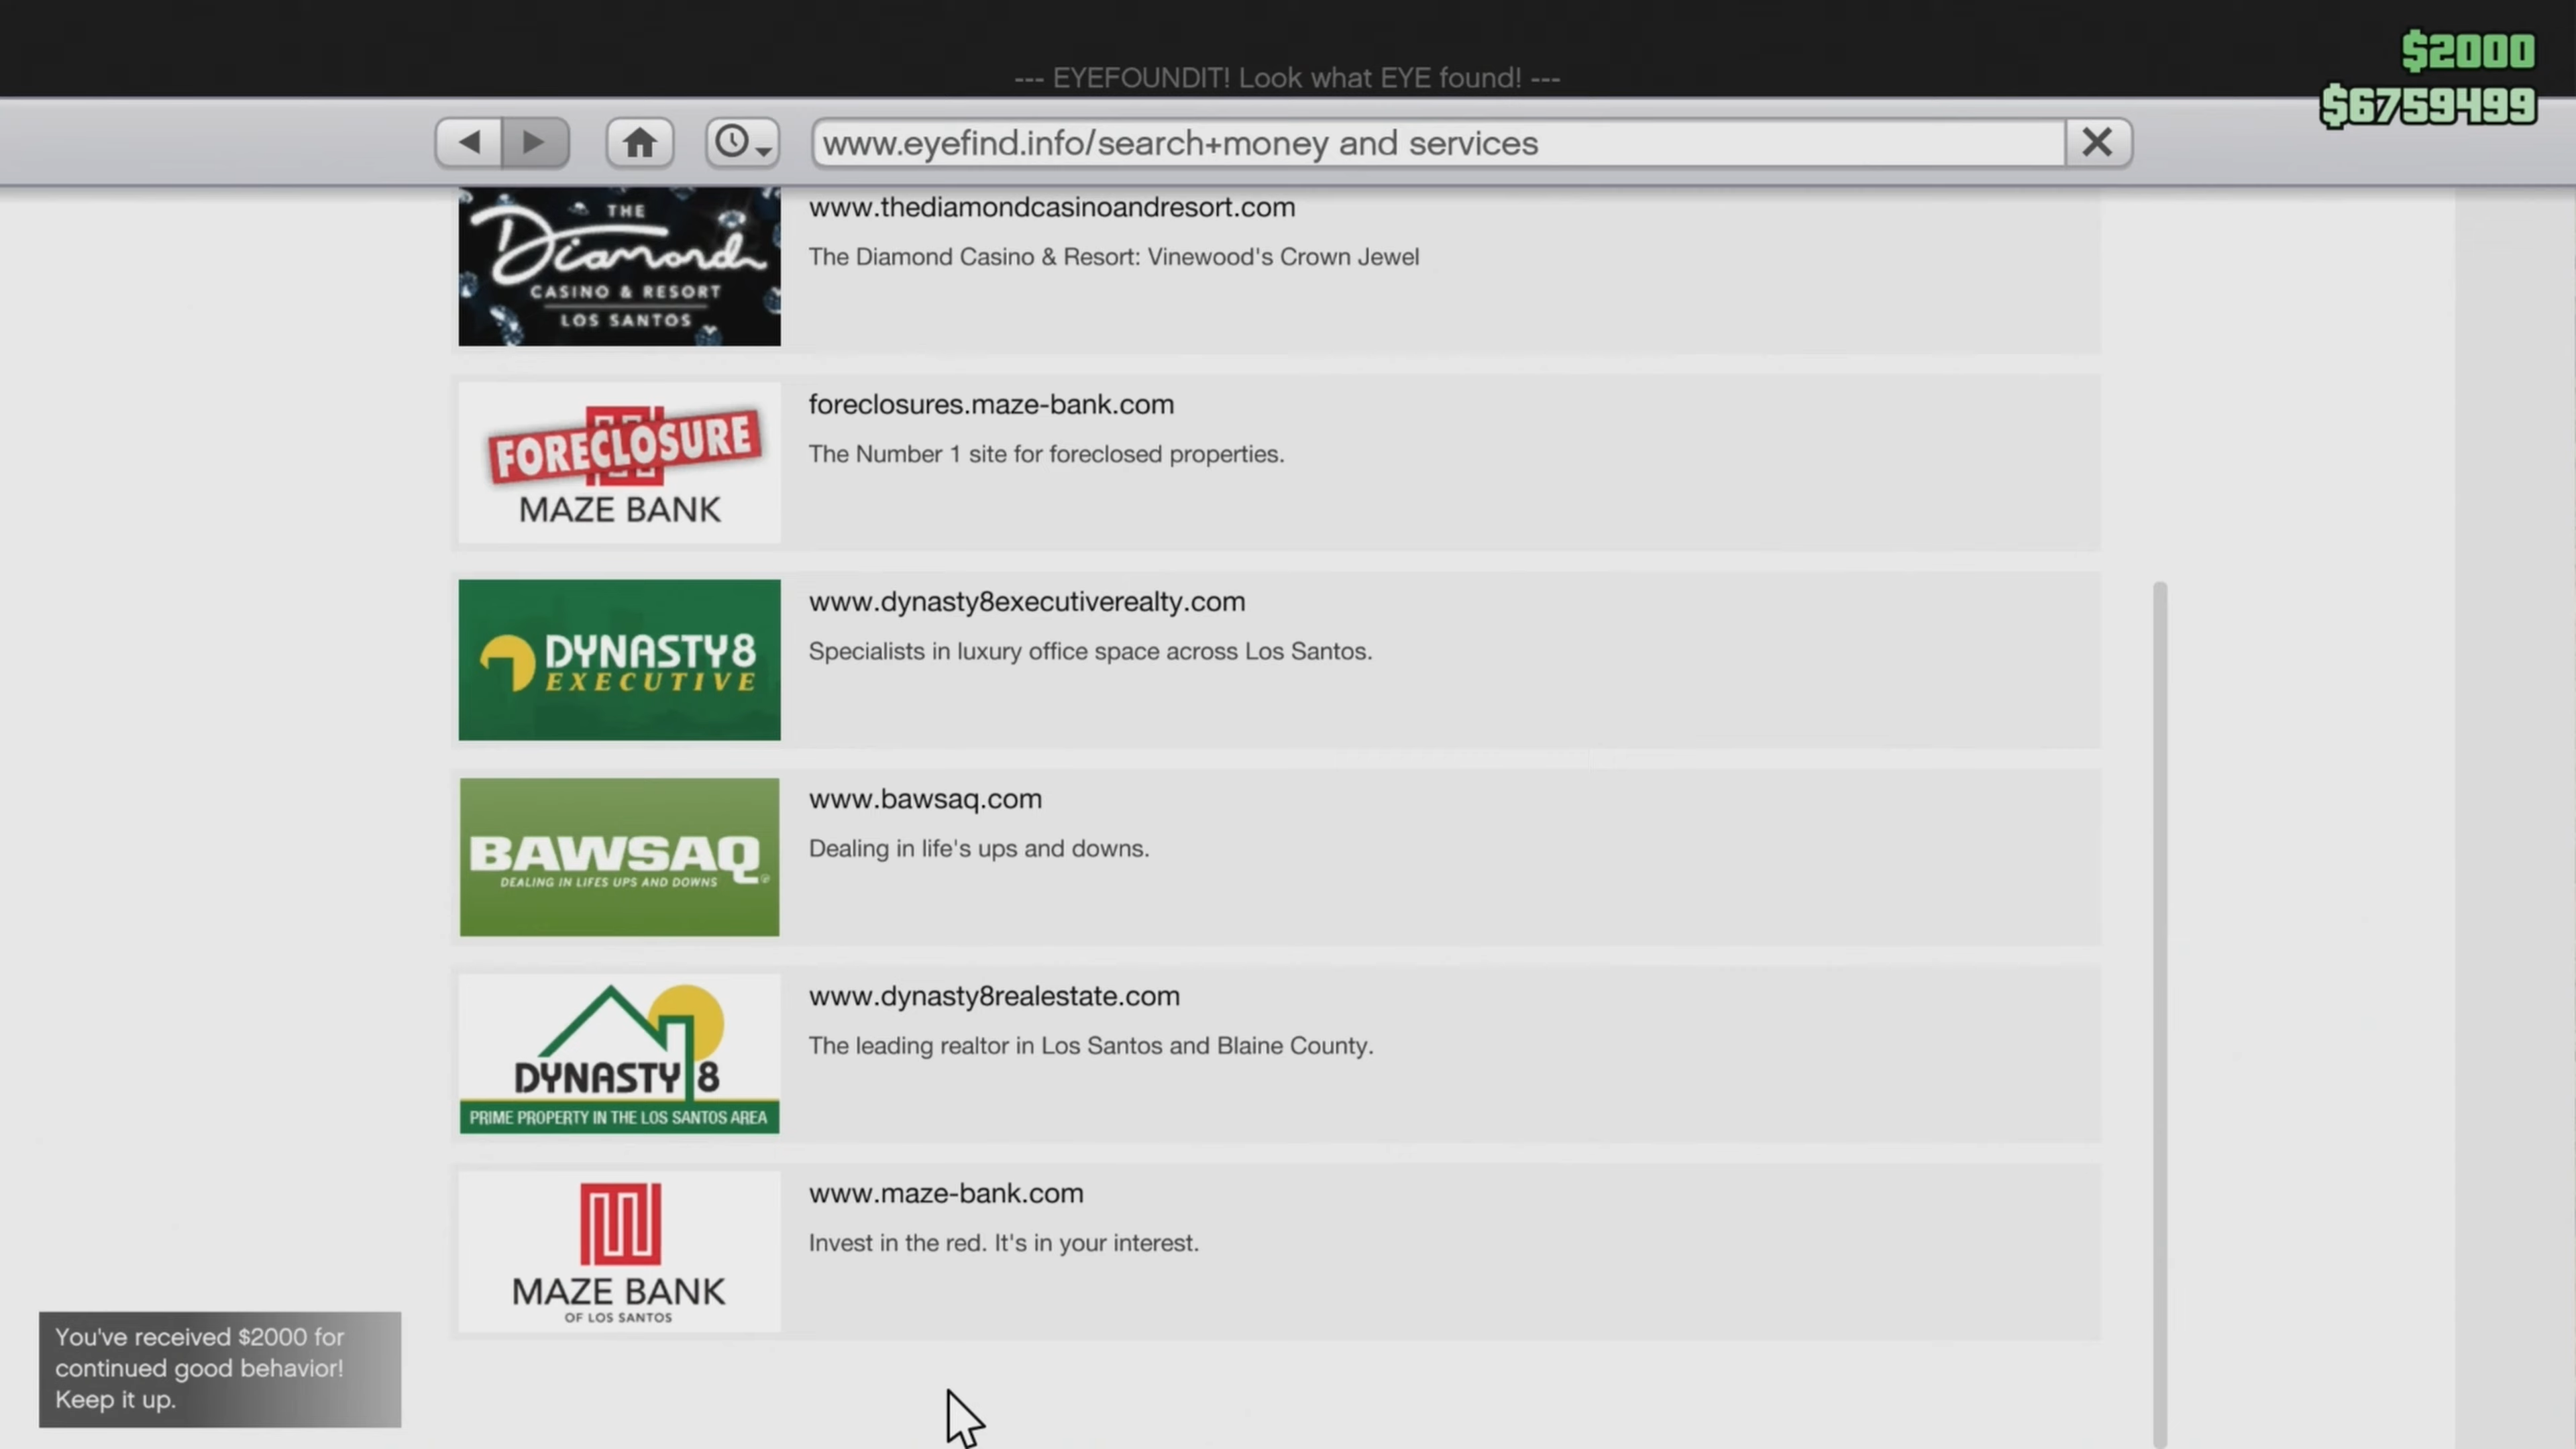 $2000
--- EYEFOUNDIT! Look what EYE found! ---
$6759499
www.eyefind.info/search+money and services
THE
Diamond
CASINO & RESORT
LOS SANTOS
www.thediamondcasinoandresort.com
The Diamond Casino & Resort: Vinewood's Crown Jewel
FORECLOSURE
MAZE BANK
foreclosures.maze-bank.com
The Number 1 site for foreclosed properties.
DYNASTY 8
EXECUTIVE
www.dynasty8executiverealty.com
Specialists in luxury office space across Los Santos.
BAWSAQ
DEALING IN LIFES UPS AND DOWNS
www.bawsaq.com
Dealing in life's ups and downs.
DYNASTY 8
PRIME PROPERTY IN THE LOS SANTOS AREA
www.dynasty8realestate.com
The leading realtor in Los Santos and Blaine County.
MAZE BANK
OF LOS SANTOS
www.maze-bank.com
Invest in the red. It's in your interest.
You've received $2000 for
continued good behavior!
Keep it up.